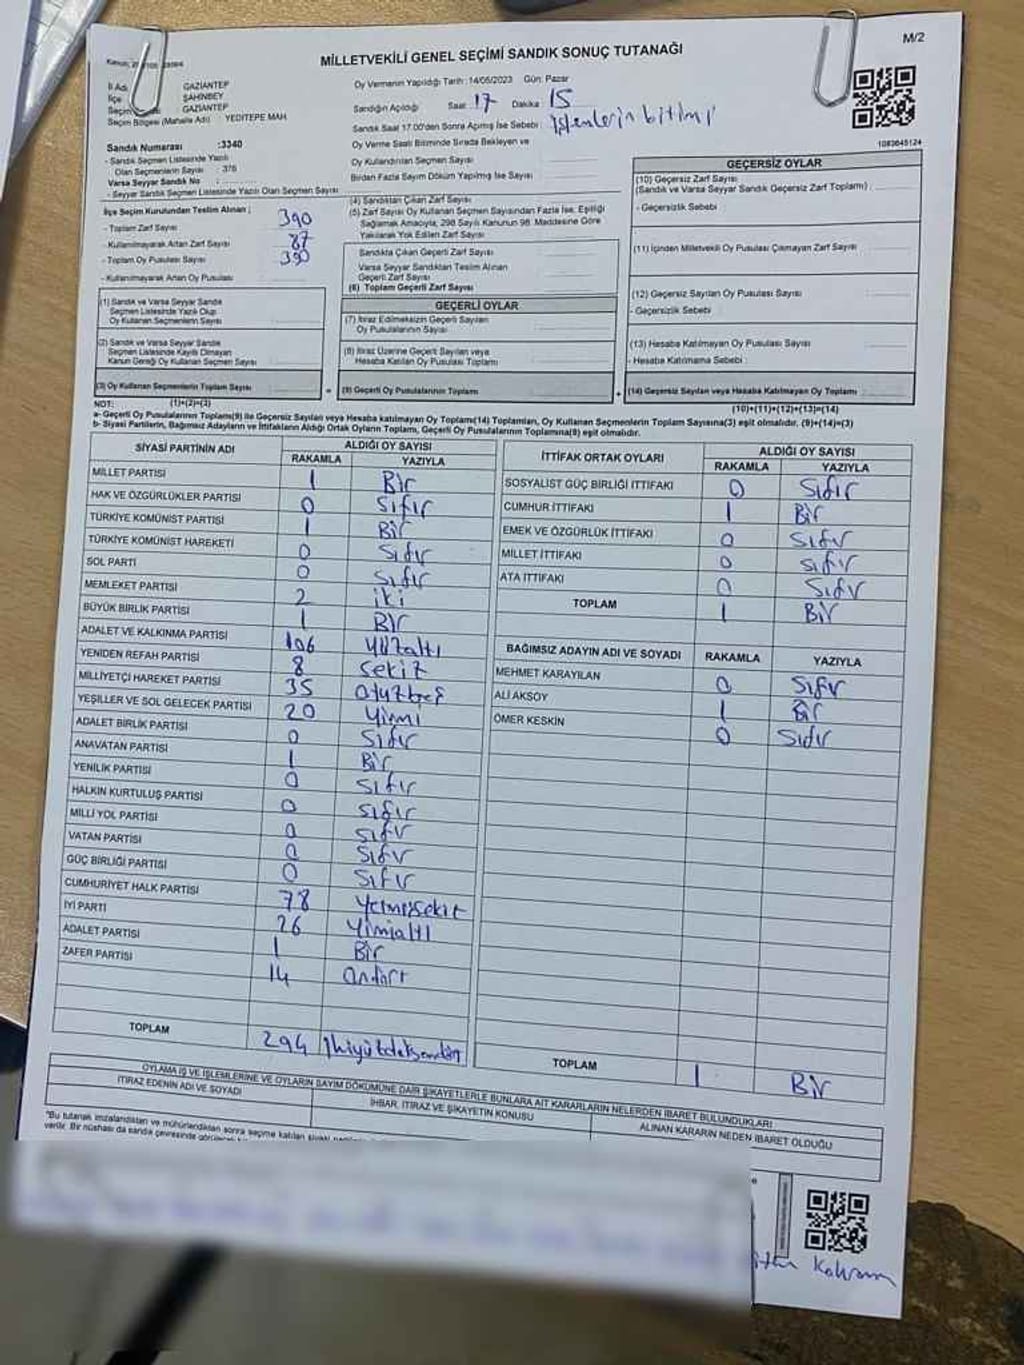 M/2
MİLLETVEKİLİ GENEL SEÇİMİ SANDIK SONUÇ TUTANAĞI
İl Adı GAZİANTEP
İlçe ŞAHİNBEY
GAZİANTEP
Seçim Bölgesi (Mahalle Adı) YEDİTEPE MAH
Sandık Numarası :3340
- Sandık Seçmen Listesinde Yazılı
Olan Seçmenlerin Sayısı : 376
Varsa Seyyar Sandık No :
- Seyyar Sandık Seçmen Listesinde Yazılı Olan Seçmen Sayısı
Oy Vermenin Yapıldığı Tarih : 14/05/2023 Gün: Pazar
Sandığın Açıldığı Saat 17 Dakika 15
Sandık Saat 17.00'den Sonra Açılmış İse Sebebi : işlemlerin bitimi
Oy Verme Saati Bitiminde Sırada Bekleyen ve
Oy Kullandırılan Seçmen Sayısı
Birden Fazla Sayım Döküm Yapılmış İse Sayısı :
1083645124
İlçe Seçim Kurulundan Teslim Alınan ;
- Toplam Zarf Sayısı 390
- Kullanılmayarak Artan Zarf Sayısı 87
- Toplam Oy Pusulası Sayısı 390
- Kullanılmayarak Artan Oy Pusulası
(1) Sandık ve Varsa Seyyar Sandık
Seçmen Listesinde Yazılı Olup
Oy Kullanan Seçmenlerin Sayısı
(2) Sandık ve Varsa Seyyar Sandık
Seçmen Listesinde Kayıtlı Olmayan
Kanun Gereği Oy Kullanan Seçmen Sayısı
(3) Oy Kullanan Seçmenlerin Toplam Sayısı
(1)+(2)=(3)
(4) Sandıktan Çıkan Zarf Sayısı
(5) Zarf Sayısı Oy Kullanan Seçmen Sayısından Fazla İse, Eşitliği
Sağlamak Amacıyla, 298 Sayılı Kanunun 98. Maddesine Göre
Yakılarak Yok Edilen Zarf Sayısı
Sandıkta Çıkan Geçerli Zarf Sayısı
Varsa Seyyar Sandıktan Teslim Alınan
Geçerli Zarf Sayısı
(6) Toplam Geçerli Zarf Sayısı
GEÇERLİ OYLAR
(7) İtiraz Edilmeksizin Geçerli Sayılan
Oy Pusulalarının Sayısı
(8) İtiraz Üzerine Geçerli Sayılan veya
Hesaba Katılan Oy Pusulası Toplamı
= (9) Geçerli Oy Pusulalarının Toplamı
GEÇERSİZ OYLAR
(10) Geçersiz Zarf Sayısı
(Sandık ve Varsa Seyyar Sandık Geçersiz Zarf Toplamı)
- Geçersizlik Sebebi :
(11) İçinden Milletvekili Oy Pusulası Çıkmayan Zarf Sayısı
(12) Geçersiz Sayılan Oy Pusulası Sayısı
- Geçersizlik Sebebi :
(13) Hesaba Katılmayan Oy Pusulası Sayısı
- Hesaba Katılmama Sebebi :
+ (14) Geçersiz Sayılan veya Hesaba Katılmayan Oy Toplamı
(10)+(11)+(12)+(13)=(14)
NOT:
a- Geçerli Oy Pusulalarının Toplamı(9) ile Geçersiz Sayılan veya Hesaba katılmayan Oy Toplamı(14) Toplamları, Oy Kullanan Seçmenlerin Toplam Sayısına(3) eşit olmalıdır. (9)+(14)=(3)
b- Siyasi Partilerin, Bağımsız Adayların ve İttifakların Aldığı Ortak Oyların Toplamı, Geçerli Oy Pusulalarının Toplamına(9) eşit olmalıdır.
SİYASİ PARTİNİN ADI ALDIĞI OY SAYISI
RAKAMLA YAZIYLA
MİLLET PARTİSİ 1 Bir
HAK VE ÖZGÜRLÜKLER PARTİSİ 0 Sıfır
TÜRKİYE KOMÜNİST PARTİSİ 1 Bir
TÜRKİYE KOMÜNİST HAREKETİ 0 Sıfır
SOL PARTİ 0 Sıfır
MEMLEKET PARTİSİ 2 iki
BÜYÜK BİRLİK PARTİSİ 1 Bir
ADALET VE KALKINMA PARTİSİ 106 Yüzaltı
YENİDEN REFAH PARTİSİ 8 Sekiz
MİLLİYETÇİ HAREKET PARTİSİ 35 Otuzbeş
YEŞİLLER VE SOL GELECEK PARTİSİ 20 Yirmi
ADALET BİRLİK PARTİSİ 0 Sıfır
ANAVATAN PARTİSİ 1 Bir
YENİLİK PARTİSİ 0 Sıfır
HALKIN KURTULUŞ PARTİSİ 0 Sıfır
MİLLİ YOL PARTİSİ 0 Sıfır
VATAN PARTİSİ 0 Sıfır
GÜÇ BİRLİĞİ PARTİSİ 0 Sıfır
CUMHURİYET HALK PARTİSİ 78 Yetmişsekiz
İYİ PARTİ 26 Yirmialtı
ADALET PARTİSİ 1 Bir
ZAFER PARTİSİ 14 ondört
TOPLAM 294 ikiyüzdoksandört
İTTİFAK ORTAK OYLARI ALDIĞI OY SAYISI
RAKAMLA YAZIYLA
SOSYALİST GÜÇ BİRLİĞİ İTTİFAKI 0 Sıfır
CUMHUR İTTİFAKI 1 Bir
EMEK VE ÖZGÜRLÜK İTTİFAKI 0 Sıfır
MİLLET İTTİFAKI 0 Sıfır
ATA İTTİFAKI 0 Sıfır
TOPLAM 1 Bir
BAĞIMSIZ ADAYIN ADI VE SOYADI RAKAMLA YAZIYLA
MEHMET KARAYILAN 0 Sıfır
ALİ AKSOY 1 Bir
ÖMER KESKİN 0 Sıfır
TOPLAM 1 Bir
OYLAMA İŞ VE İŞLEMLERİNE VE OYLARIN SAYIM DÖKÜMÜNE DAİR ŞİKAYETLERLE BUNLARA AİT KARARLARIN NELERDEN İBARET BULUNDUKLARI
İTİRAZ EDENİN ADI VE SOYADI İHBAR, İTİRAZ VE ŞİKAYETİN KONUSU ALINAN KARARIN NEDEN İBARET OLDUĞU
"Bu tutanak imzalandıktan ve mühürlendikten sonra seçime katılan siyasi
verilir. Bir nüshası da sandık çevresinde